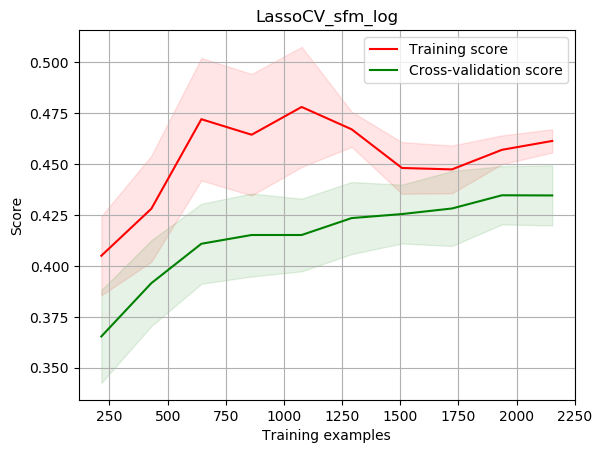 LassoCV_sfm_log
Training score
Cross-validation score
0.500
0.475
0.450
0.425
0.400
0.375
0.350
Score
250 500 750 1000 1250 1500 1750 2000 2250
Training examples